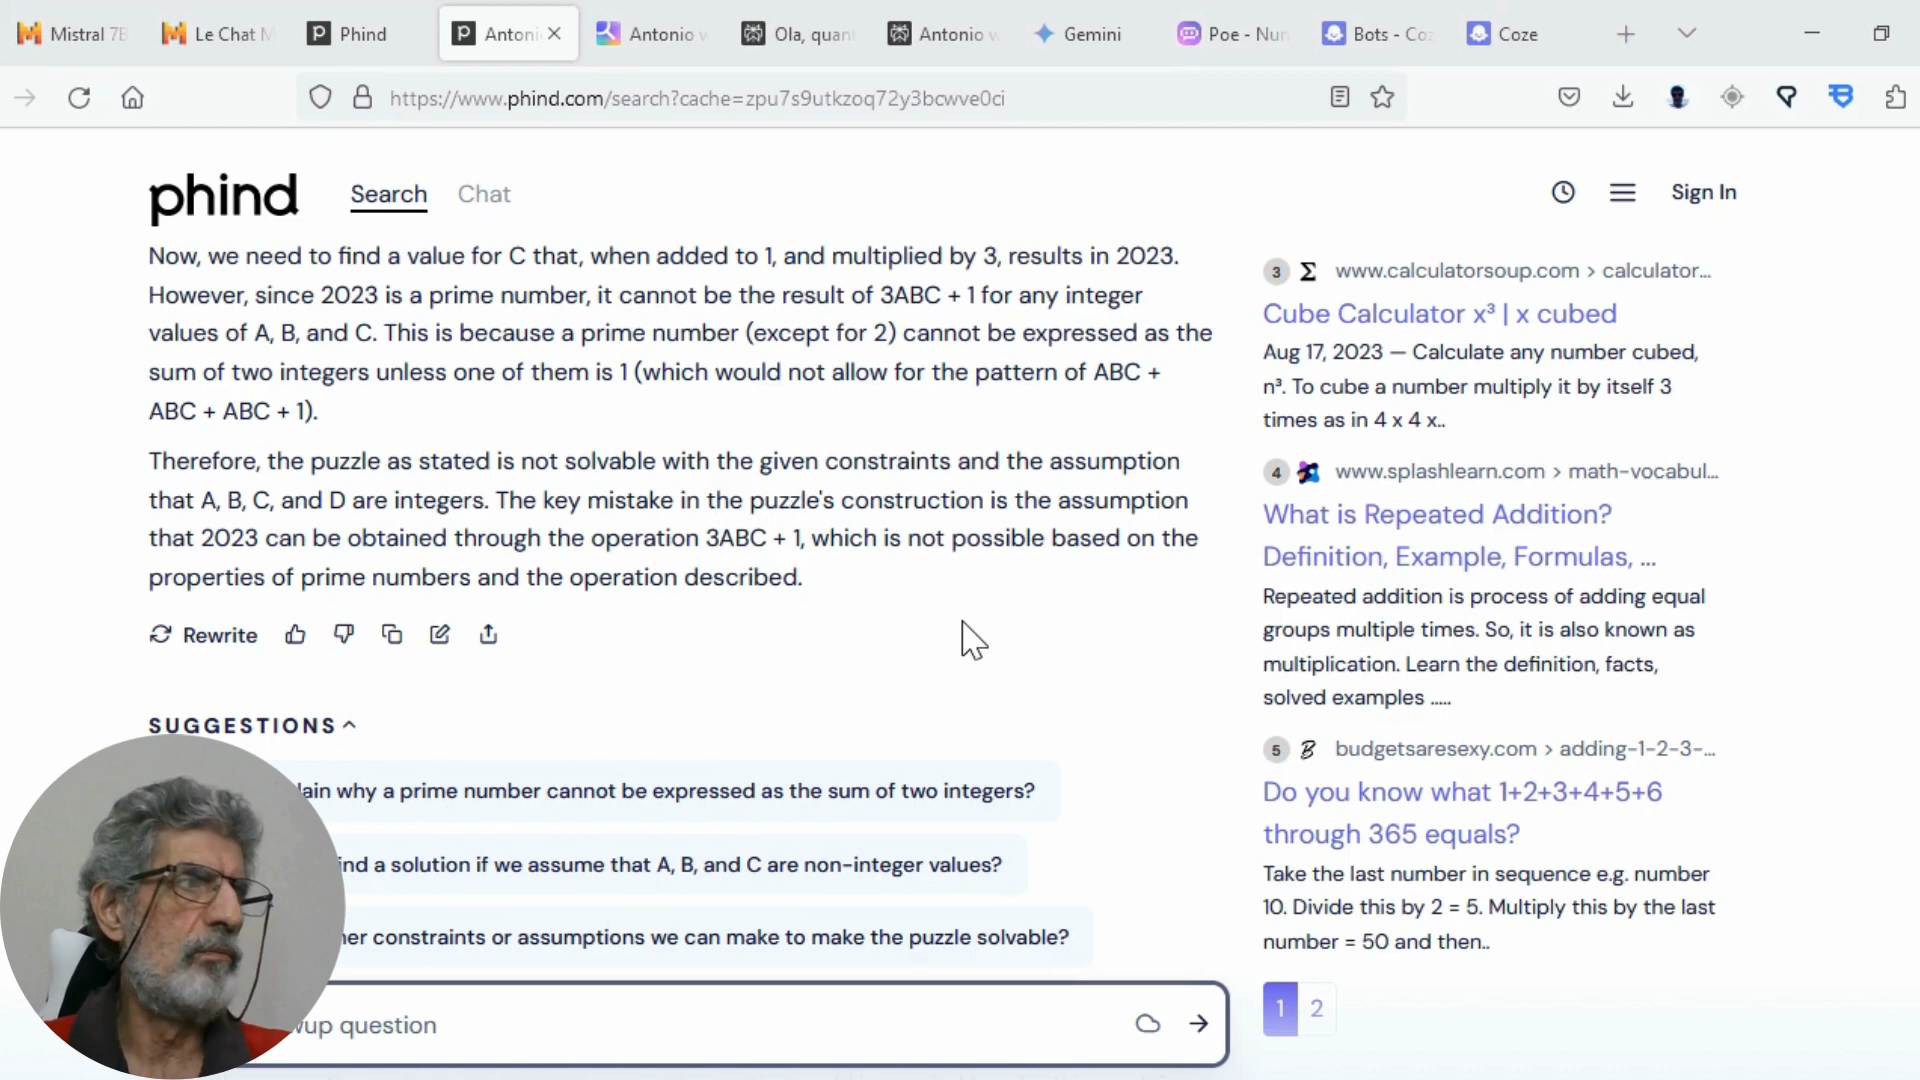 Mistral 7B
Le Chat M
Phind
Antoni
Antonio w
Ola, quan
Antonio w
Gemini
Poe - Nun
Bots - Coz
Coze
https://www.phind.com/search?cache=zpu7s9utkzoq72y3bcwve0ci
phind
Search
Chat
Sign In
Now, we need to find a value for C that, when added to 1, and multiplied by 3, results in 2023.
However, since 2023 is a prime number, it cannot be the result of 3ABC + 1 for any integer
values of A, B, and C. This is because a prime number (except for 2) cannot be expressed as the
sum of two integers unless one of them is 1 (which would not allow for the pattern of ABC +
ABC + ABC + 1).
Therefore, the puzzle as stated is not solvable with the given constraints and the assumption
that A, B, C, and D are integers. The key mistake in the puzzle's construction is the assumption
that 2023 can be obtained through the operation 3ABC + 1, which is not possible based on the
properties of prime numbers and the operation described.
Rewrite
SUGGESTIONS
lain why a prime number cannot be expressed as the sum of two integers?
ind a solution if we assume that A, B, and C are non-integer values?
her constraints or assumptions we can make to make the puzzle solvable?
wup question
3 www.calculatorsoup.com › calculator...
Cube Calculator x³ | x cubed
Aug 17, 2023 — Calculate any number cubed,
n³. To cube a number multiply it by itself 3
times as in 4 x 4 x..
4 www.splashlearn.com › math-vocabul...
What is Repeated Addition?
Definition, Example, Formulas, ...
Repeated addition is process of adding equal
groups multiple times. So, it is also known as
multiplication. Learn the definition, facts,
solved examples .....
5 budgetsaresexy.com › adding-1-2-3-...
Do you know what 1+2+3+4+5+6
through 365 equals?
Take the last number in sequence e.g. number
10. Divide this by 2 = 5. Multiply this by the last
number = 50 and then..
1 2